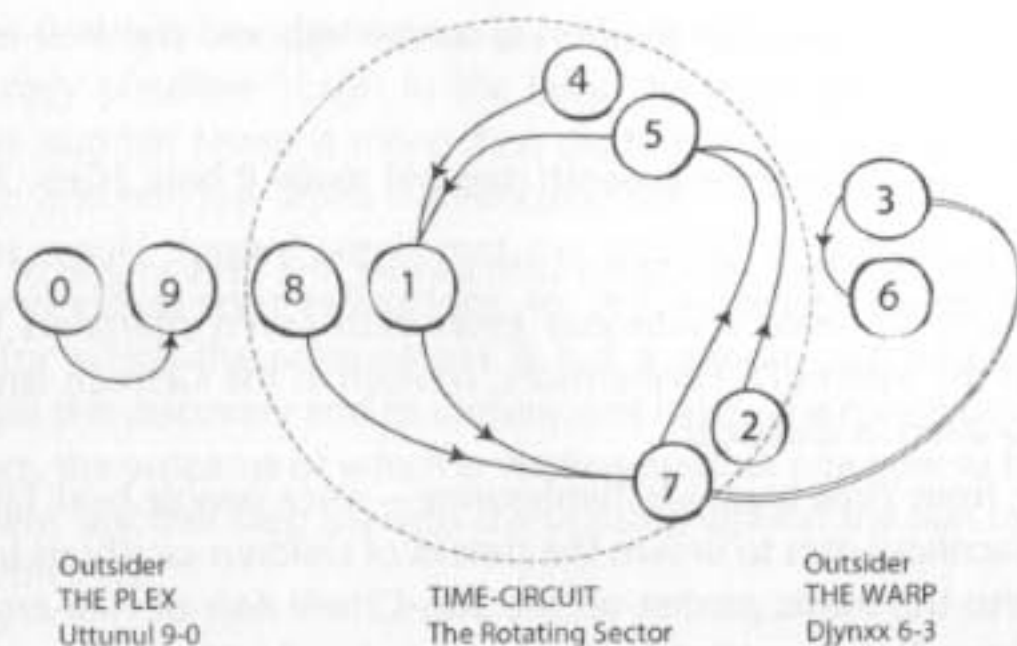 4
5
3
0 9 8 1 6
2
7
Outsider
THE PLEX
Uttunul 9-0
TIME-CIRCUIT
The Rotating Sector
Outsider
THE WARP
Djynxx 6-3